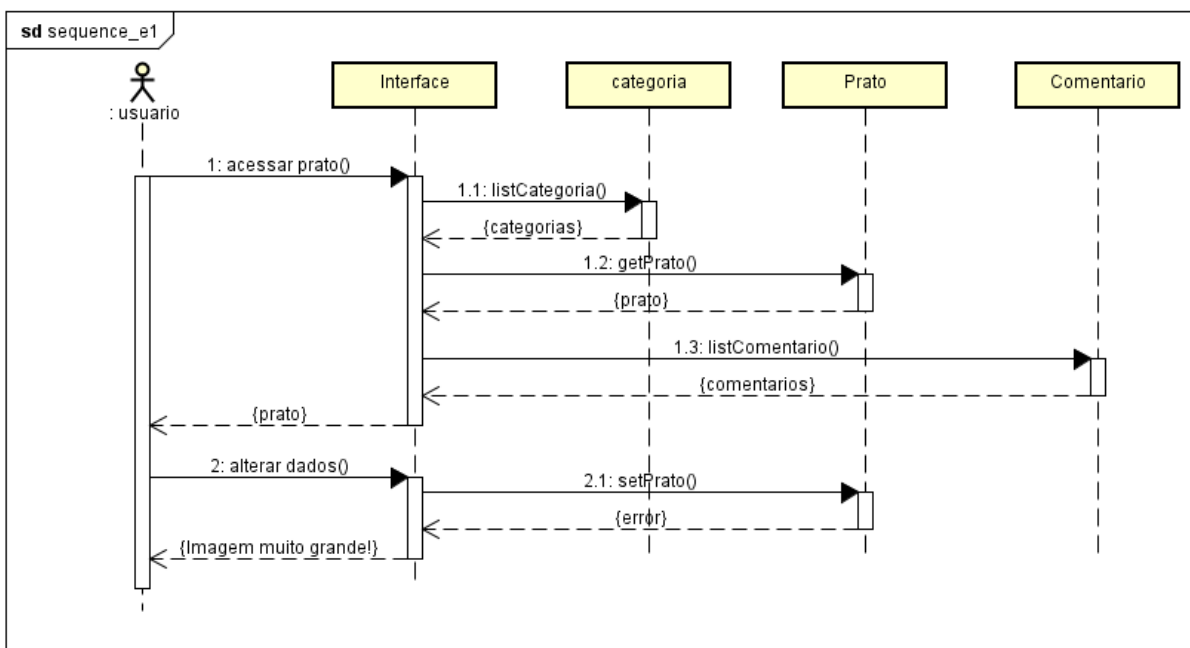 sd sequence_e1
: usuario
Interface
categoria
Prato
Comentario
1: acessar prato()
1.1: listCategoria()
{categorias}
1.2: getPrato()
{prato}
1.3: listComentario()
{comentarios}
{prato}
2: alterar dados()
2.1: setPrato()
{error}
{Imagem muito grande!}